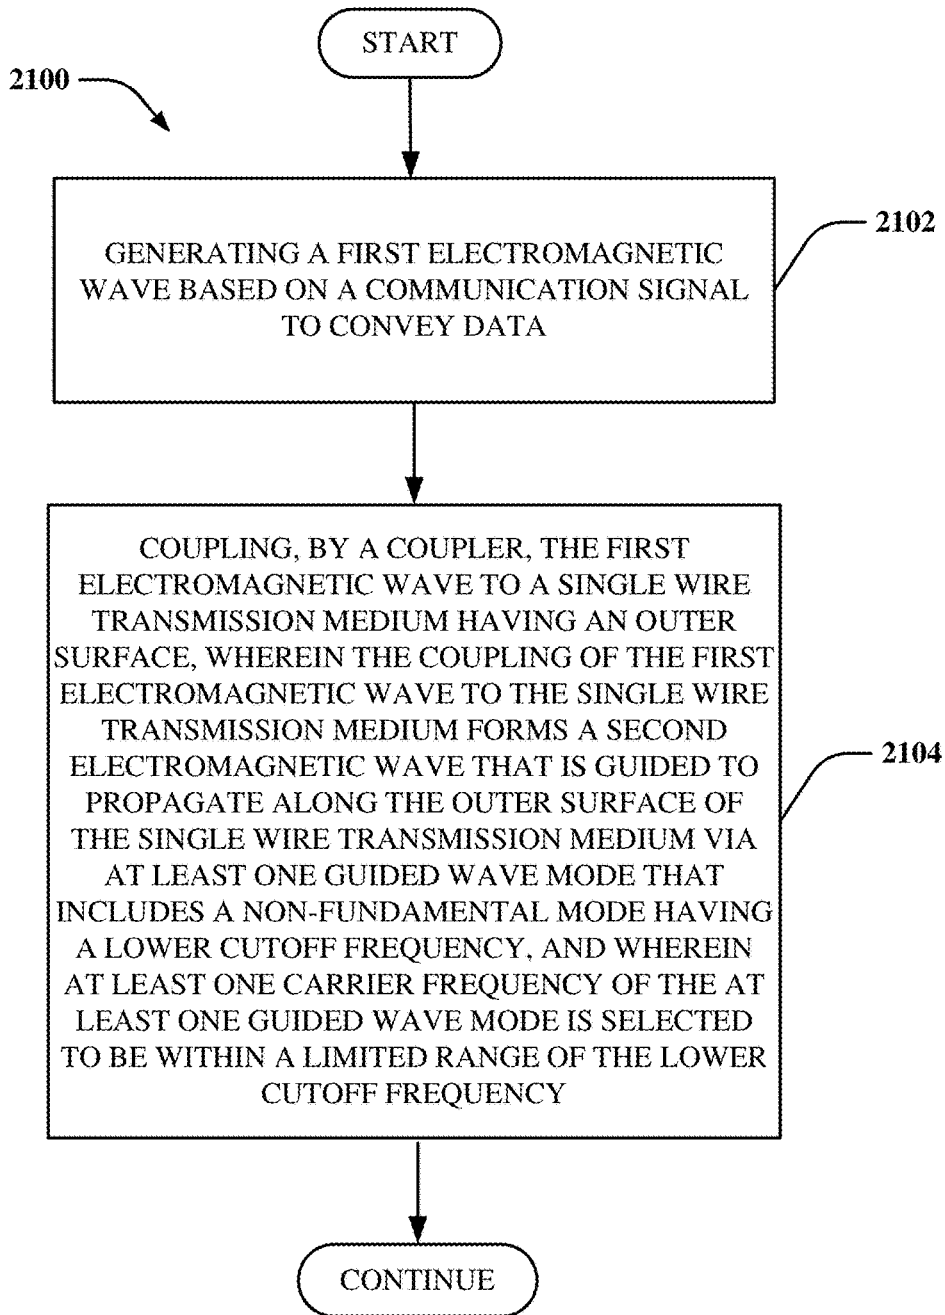 START
2100
GENERATING A FIRST ELECTROMAGNETIC
WAVE BASED ON A COMMUNICATION SIGNAL
TO CONVEY DATA
2102
COUPLING, BY A COUPLER, THE FIRST
ELECTROMAGNETIC WAVE TO A SINGLE WIRE
TRANSMISSION MEDIUM HAVING AN OUTER
SURFACE, WHEREIN THE COUPLING OF THE FIRST
ELECTROMAGNETIC WAVE TO THE SINGLE WIRE
TRANSMISSION MEDIUM FORMS A SECOND
ELECTROMAGNETIC WAVE THAT IS GUIDED TO
PROPAGATE ALONG THE OUTER SURFACE OF
THE SINGLE WIRE TRANSMISSION MEDIUM VIA
AT LEAST ONE GUIDED WAVE MODE THAT
INCLUDES A NON-FUNDAMENTAL MODE HAVING
A LOWER CUTOFF FREQUENCY, AND WHEREIN
AT LEAST ONE CARRIER FREQUENCY OF THE AT
LEAST ONE GUIDED WAVE MODE IS SELECTED
TO BE WITHIN A LIMITED RANGE OF THE LOWER
CUTOFF FREQUENCY
2104
CONTINUE